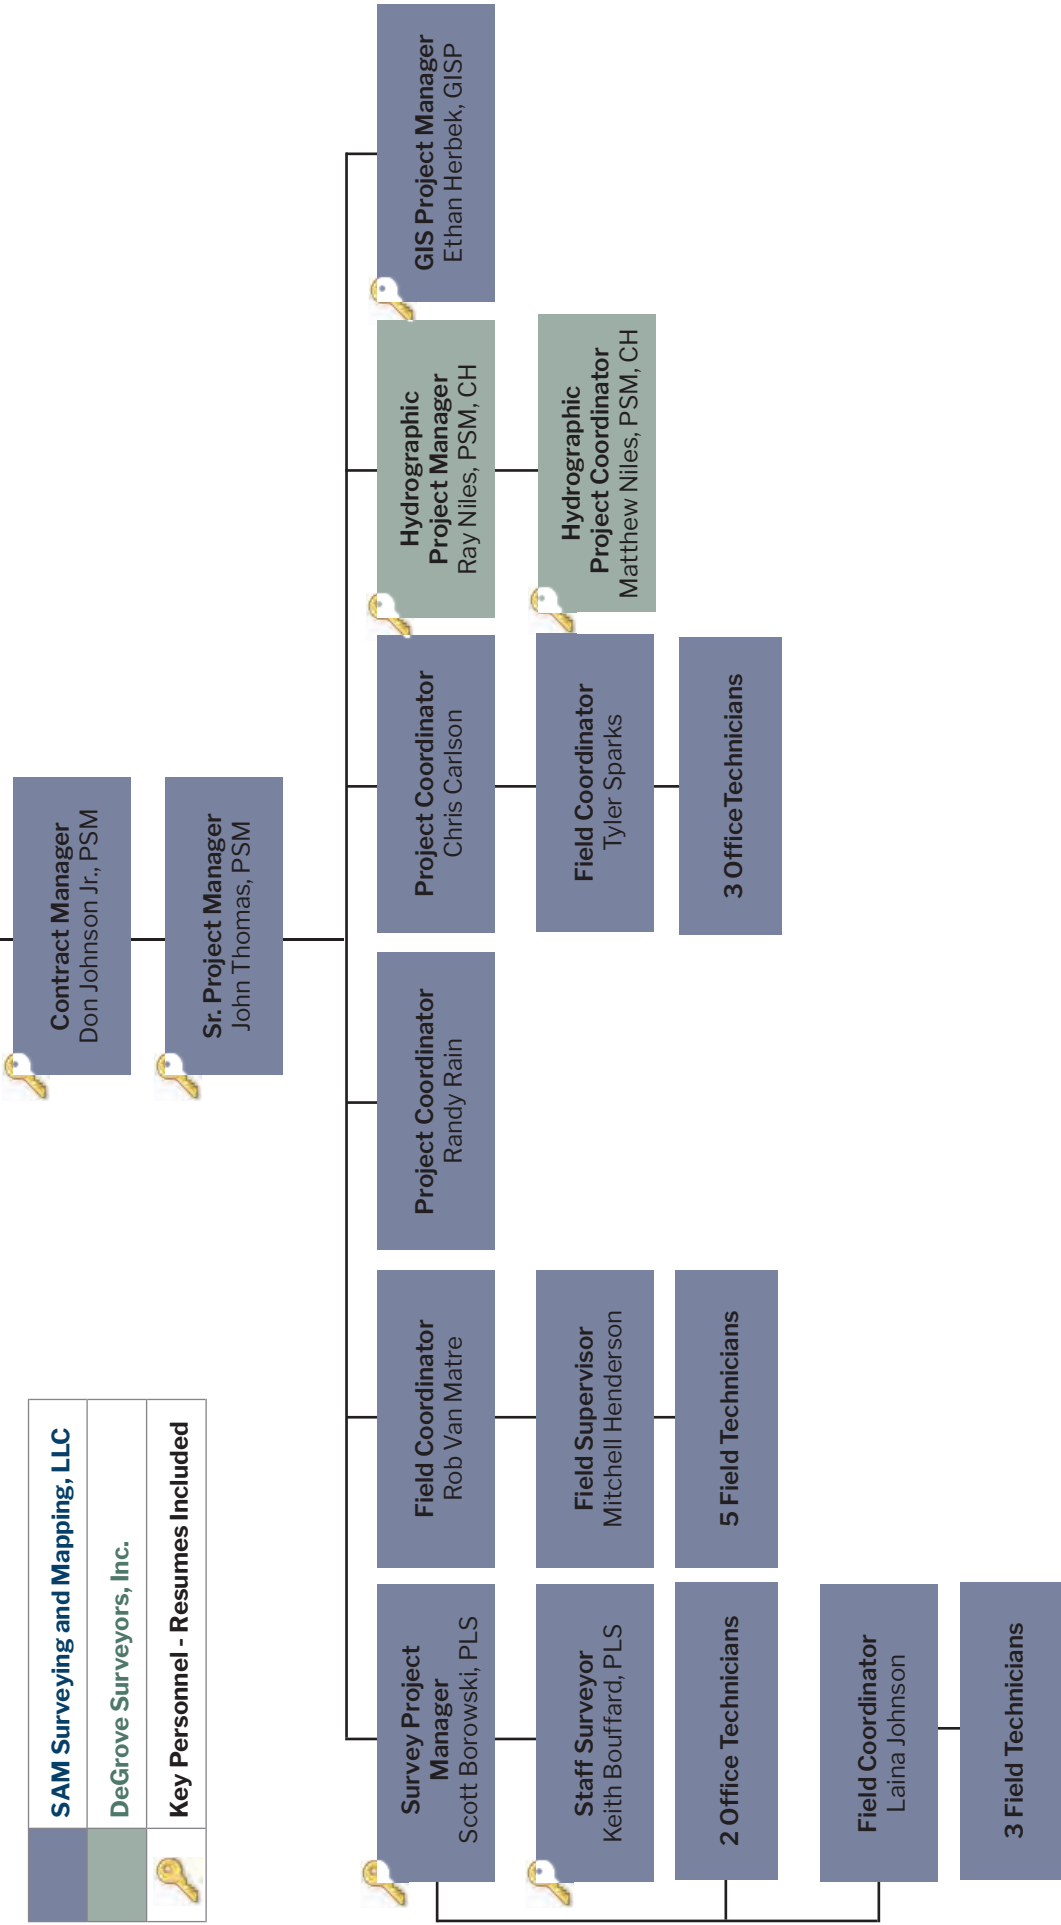 Contract Manager
Don Johnson Jr., PSM
Sr. Project Manager
John Thomas, PSM
SAM Surveying and Mapping, LLC
DeGrove Surveyors, Inc.
Key Personnel - Resumes Included
Survey Project
Manager
Scott Borowski, PLS
Field Coordinator
Rob Van Matre
Project Coordinator
Randy Rain
Project Coordinator
Chris Carlson
Hydrographic
Project Manager
Ray Niles, PSM, CH
GIS Project Manager
Ethan Herbek, GISP
Staff Surveyor
Keith Bouffard, PLS
Field Supervisor
Mitchell Henderson
Field Coordinator
Tyler Sparks
Hydrographic
Project Coordinator
Matthew Niles, PSM, CH
2 Office Technicians
5 Field Technicians
3 Office Technicians
Field Coordinator
Laina Johnson
3 Field Technicians